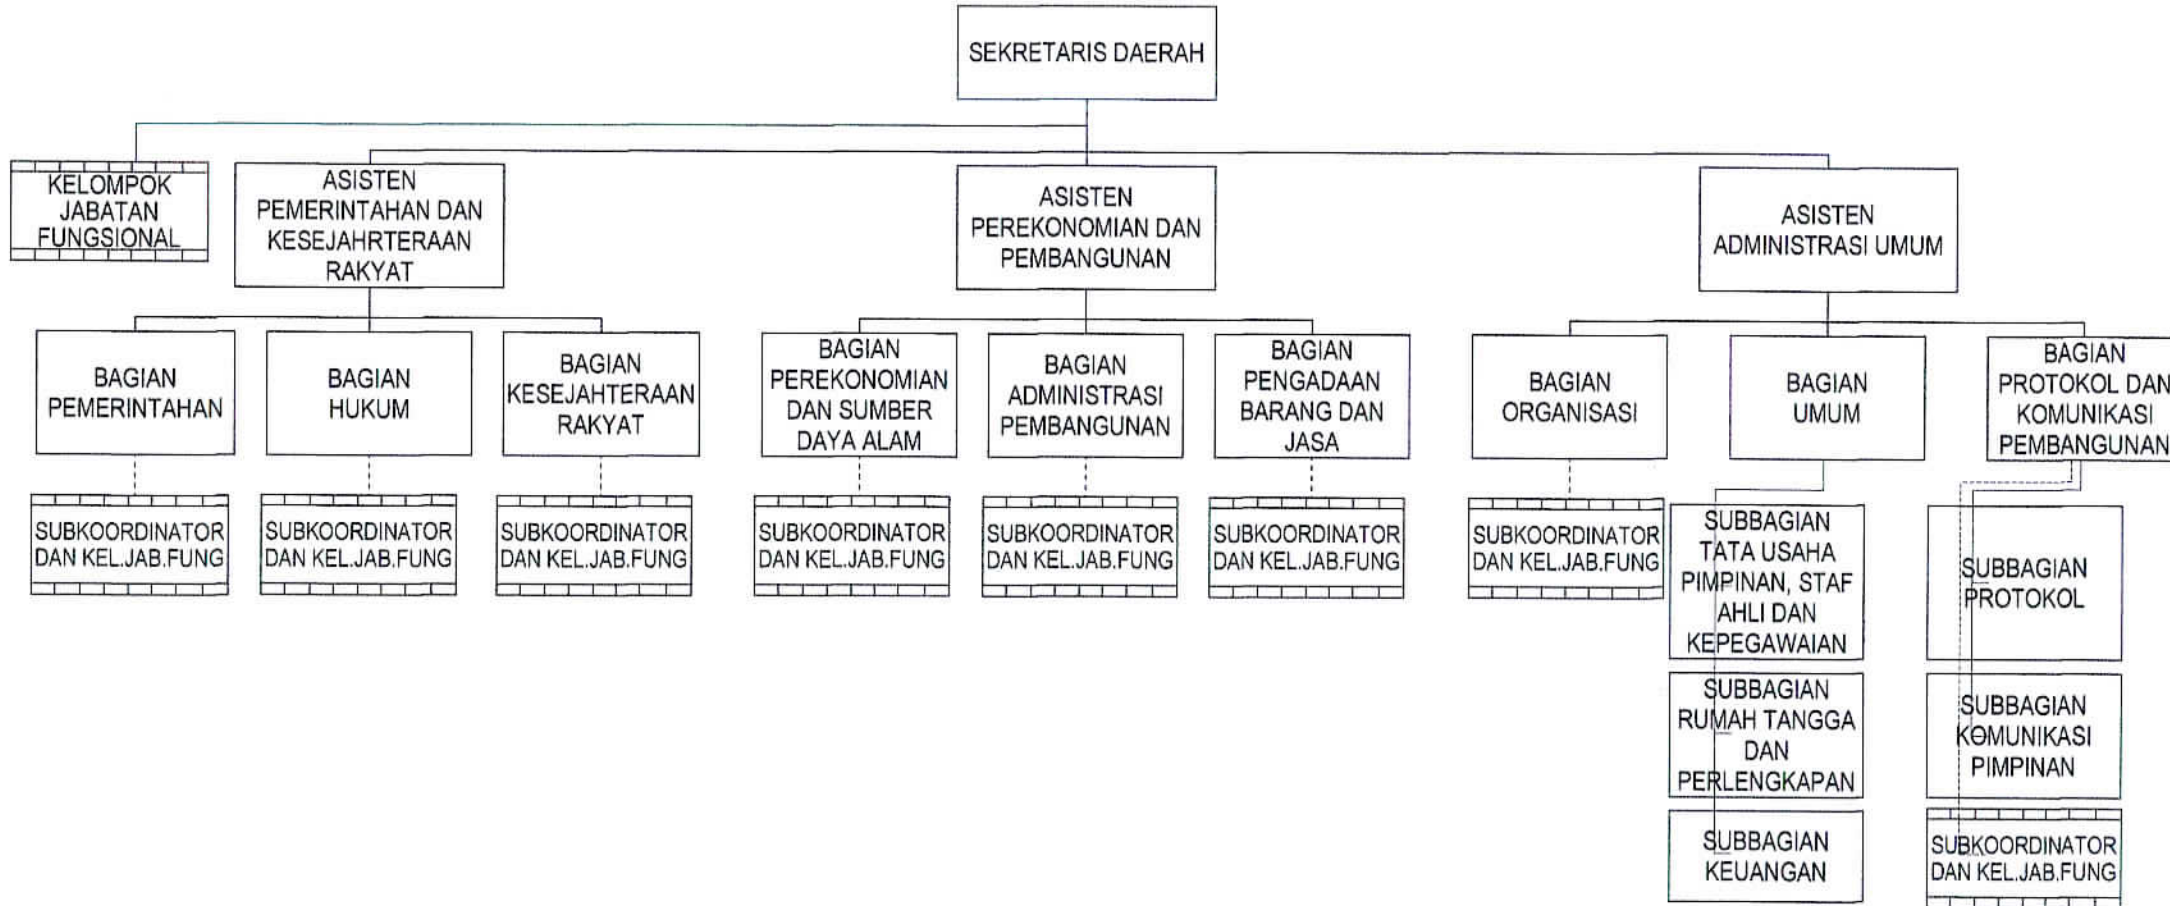 SEKRETARIS DAERAH
KELOMPOK
JABATAN
FUNGSIONAL
ASISTEN
PEMERINTAHAN DAN
KESEJAHRTERAAN
RAKYAT
ASISTEN
PEREKONOMIAN DAN
PEMBANGUNAN
ASISTEN
ADMINISTRASI UMUM
BAGIAN
PEMERINTAHAN
BAGIAN
HUKUM
BAGIAN
KESEJAHTERAAN
RAKYAT
BAGIAN
PEREKONOMIAN
DAN SUMBER
DAYA ALAM
BAGIAN
ADMINISTRASI
PEMBANGUNAN
BAGIAN
PENGADAAN
BARANG DAN
JASA
BAGIAN
ORGANISASI
BAGIAN
UMUM
BAGIAN
PROTOKOL DAN
KOMUNIKASI
PEMBANGUNAN
SUBKOORDINATOR
DAN KEL.JAB.FUNG
SUBKOORDINATOR
DAN KEL.JAB.FUNG
SUBKOORDINATOR
DAN KEL.JAB.FUNG
SUBKOORDINATOR
DAN KEL.JAB.FUNG
SUBKOORDINATOR
DAN KEL.JAB.FUNG
SUBKOORDINATOR
DAN KEL.JAB.FUNG
SUBKOORDINATOR
DAN KEL.JAB.FUNG
SUBBAGIAN
TATA USAHA
PIMPINAN, STAF
AHLI DAN
KEPEGAWAIAN
SUBBAGIAN
RUMAH TANGGA
DAN
PERLENGKAPAN
SUBBAGIAN
KEUANGAN
SUBBAGIAN
PROTOKOL
SUBBAGIAN
KOMUNIKASI
PIMPINAN
SUBKOORDINATOR
DAN KEL.JAB.FUNG